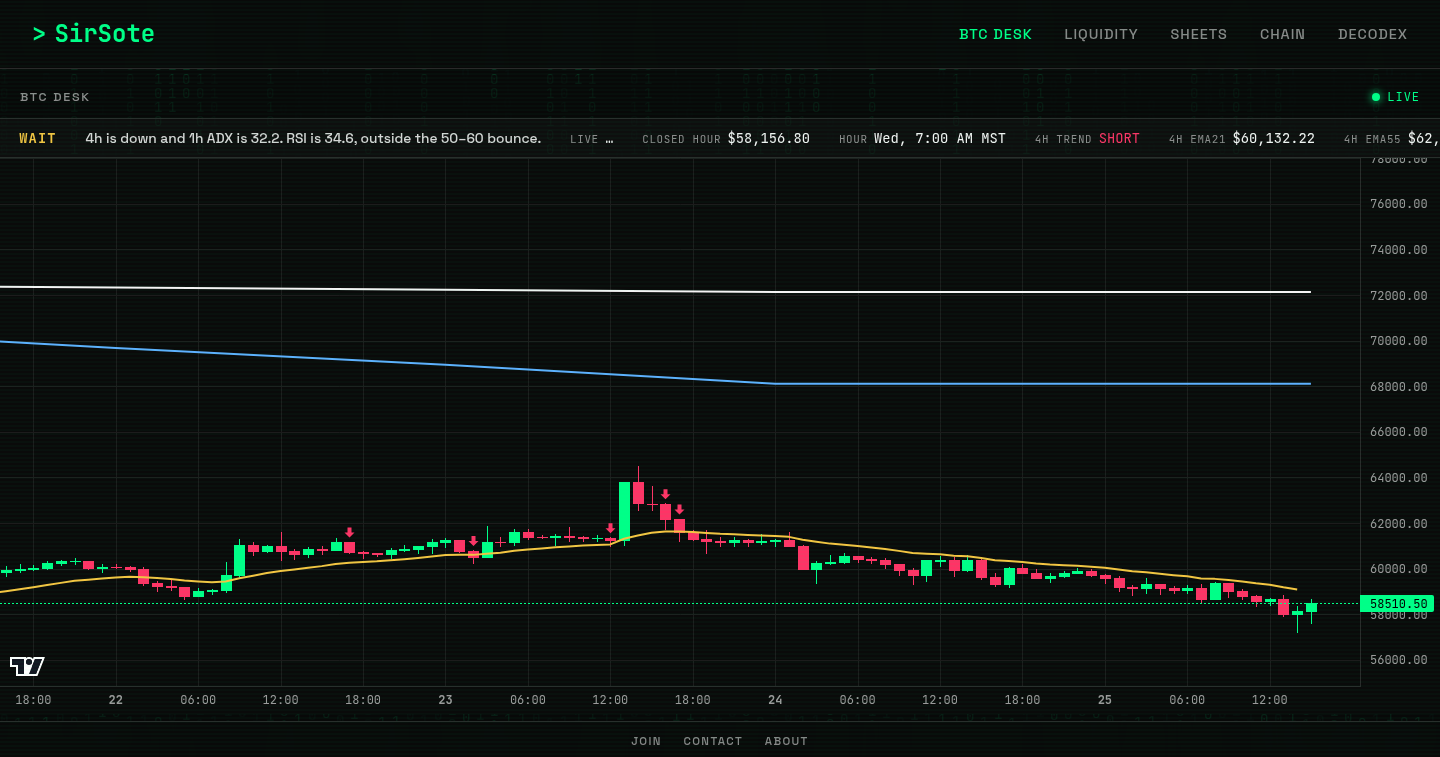 > SirSote
BTC DESK LIQUIDITY SHEETS CHAIN DECODEX
BTC DESK
LIVE
WAIT 4h is down and 1h ADX is 32.2. RSI is 34.6, outside the 50–60 bounce. LIVE … CLOSED HOUR $58,156.80 HOUR Wed, 7:00 AM MST 4H TREND SHORT 4H EMA21 $60,132.22 4H EMA55 $62,
78000.00
76000.00
74000.00
72000.00
70000.00
68000.00
66000.00
64000.00
62000.00
60000.00
58510.50
58000.00
56000.00
18:00 22 06:00 12:00 18:00 23 06:00 12:00 18:00 24 06:00 12:00 18:00 25 06:00 12:00
JOIN CONTACT ABOUT